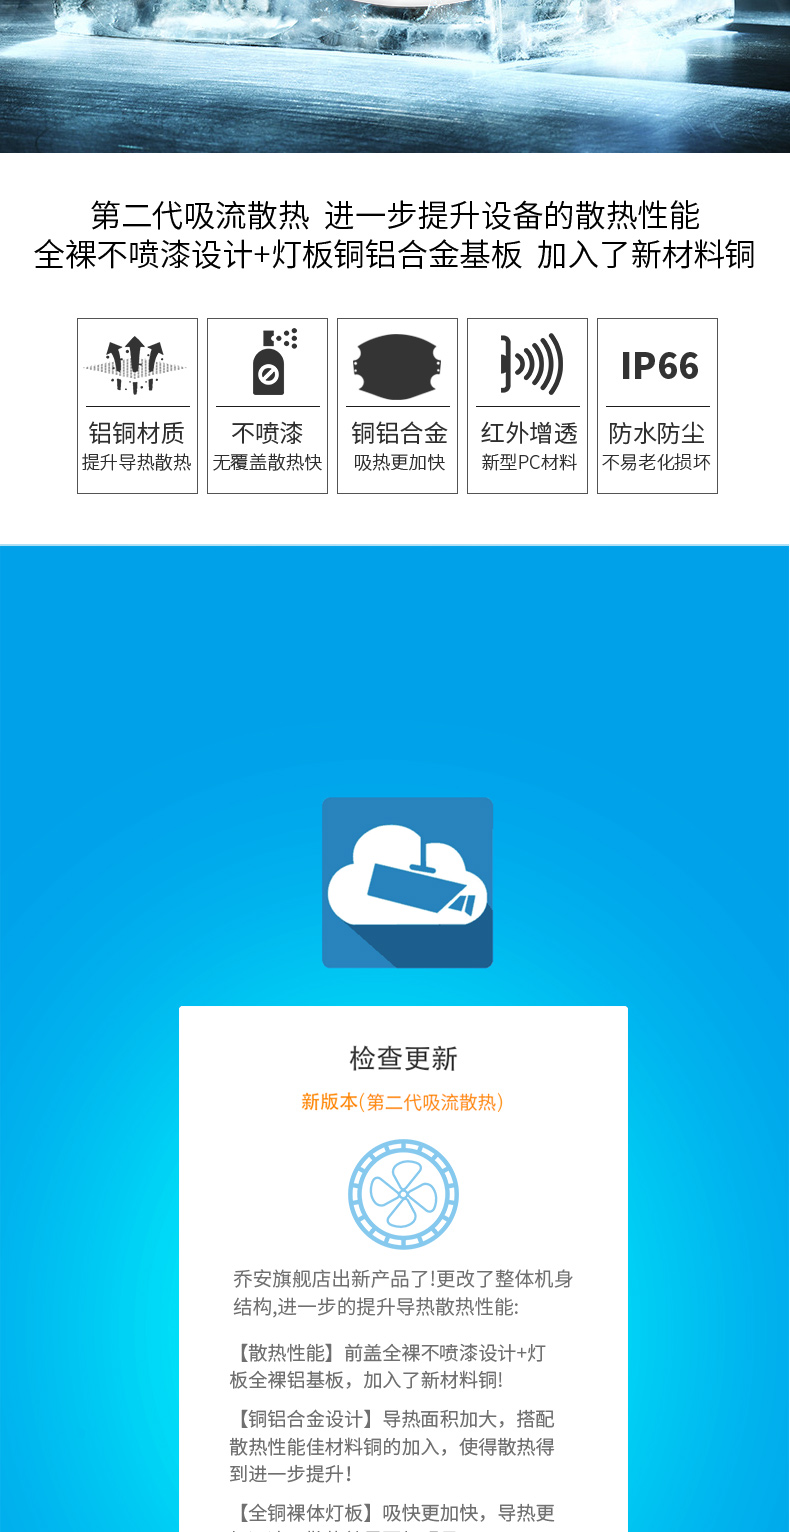 第二代吸流散热 进一步提升设备的散热性能
全裸不喷漆设计+灯板铜铝合金基板 加入了新材料铜
铝铜材质
提升导热散热
不喷漆
无覆盖散热快
铜铝合金
吸热更加快
红外增透
新型PC材料
IP66
防水防尘
不易老化损坏
检查更新
新版本(第二代吸流散热)
乔安旗舰店出新产品了!更改了整体机身
结构,进一步的提升导热散热性能:
【散热性能】前盖全裸不喷漆设计+灯
板全裸铝基板，加入了新材料铜!
【铜铝合金设计】导热面积加大，搭配
散热性能佳材料铜的加入，使得散热得
到进一步提升！
【全铜裸体灯板】吸快更加快，导热更